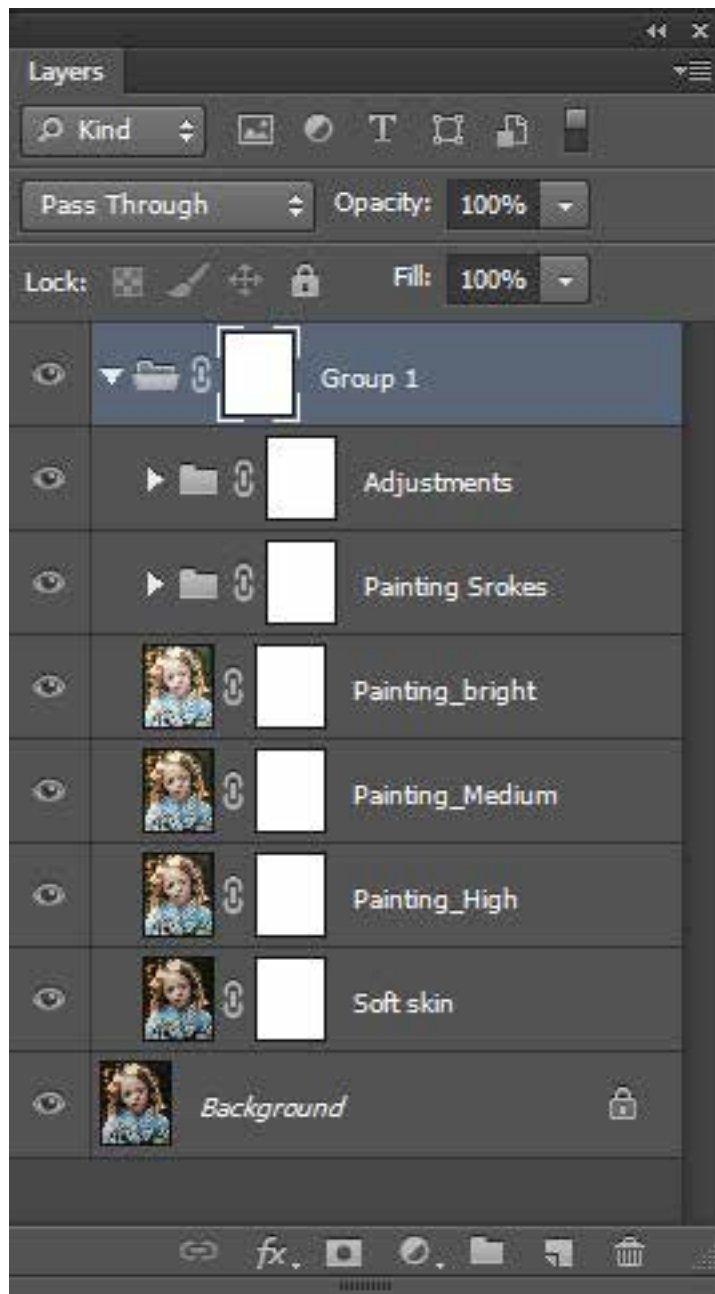 Layers
Kind
Pass Through Opacity: 100%
Lock: Fill: 100%
Group 1
Adjustments
Painting Srokes
Painting_bright
Painting_Medium
Painting_High
Soft skin
Background
fx.